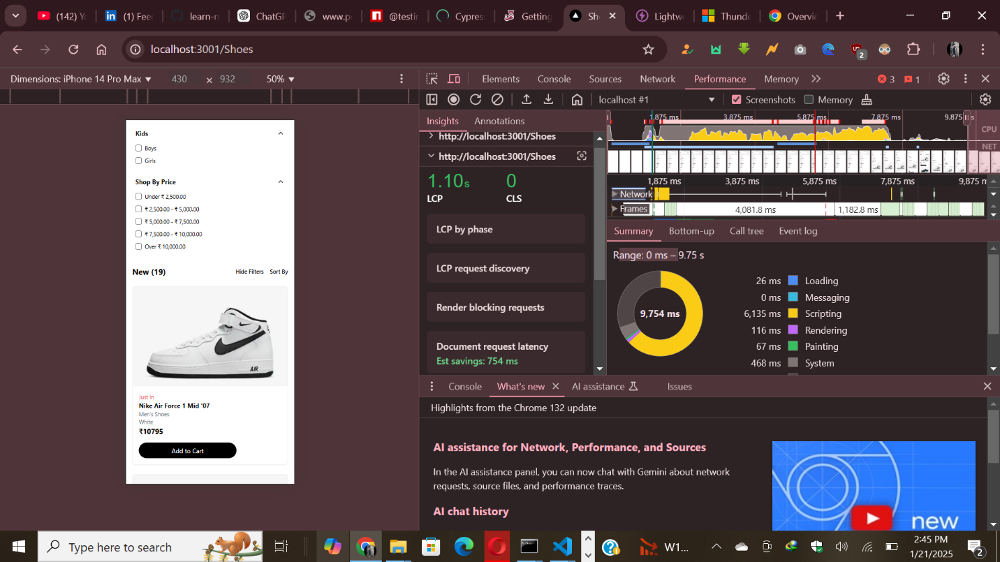 (142) Y
(1) Fee
learn-n
ChatGP
www.p
@testin
Cypres
Getting
Sh
Lightw
Thund
Overvi
localhost:3001/Shoes
2
Dimensions: iPhone 14 Pro Max
430 × 932
50%
Elements
Console
Sources
Network
Performance
Memory
3
1
localhost #1
Screenshots
Memory
Insights
Annotations
http://localhost:3001/Shoes
http://localhost:3001/Shoes
1.10s
LCP
0
CLS
LCP by phase
LCP request discovery
Render blocking requests
Document request latency
Est savings: 754 ms
1,875 ms
3,875 ms
5,875 ms
7,875 ms
9,875 m
CPU
NET
1,875 ms
3,875 ms
5,875 ms
7,875 ms
9,875 m
Network
Frames
4,081.8 ms
1,182.8 ms
Summary
Bottom-up
Call tree
Event log
Range: 0 ms – 9.75 s
9,754 ms
26 ms Loading
0 ms Messaging
6,135 ms Scripting
116 ms Rendering
67 ms Painting
468 ms System
Kids
Boys
Girls
Shop By Price
Under ₹ 2,500.00
₹ 2,500.00 - ₹ 5,000.00
₹ 5,000.00 - ₹ 7,500.00
₹ 7,500.00 - ₹ 10,000.00
Over ₹ 10,000.00
New (19)
Hide Filters
Sort By
AIR
Just In
Nike Air Force 1 Mid '07
Men's Shoes
White
₹10795
Add to Cart
Console
What's new
AI assistance
Issues
Highlights from the Chrome 132 update
AI assistance for Network, Performance, and Sources
In the AI assistance panel, you can now chat with Gemini about network
requests, source files, and performance traces.
AI chat history
new
Type here to search
W1...
2:45 PM
1/21/2025
2